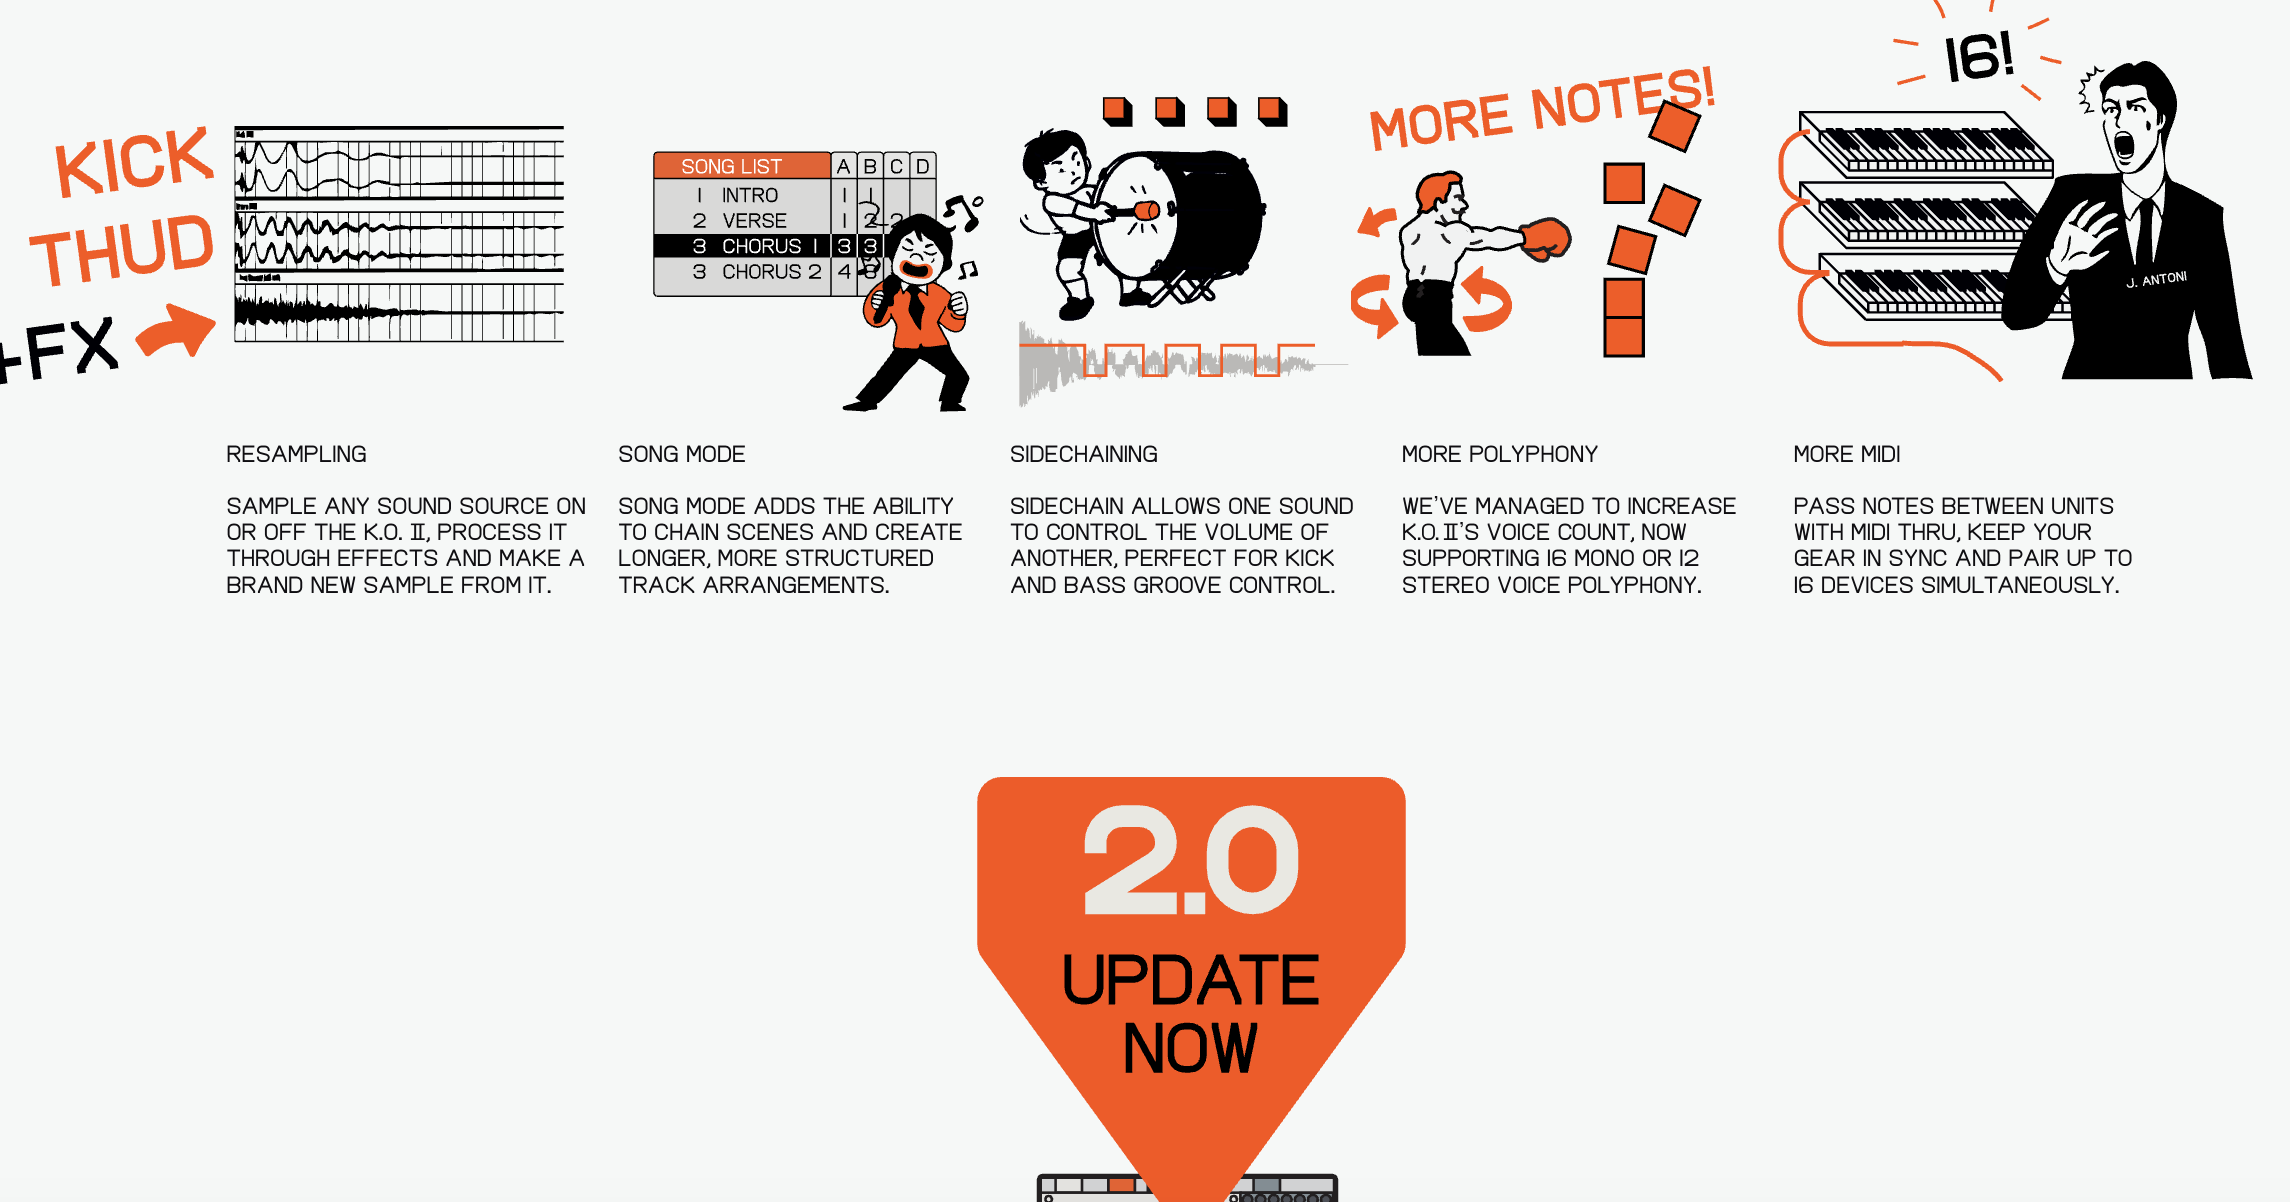 KICK
THUD
+FX
SONG LIST A B C D
1 INTRO 1 1
2 VERSE 1 2 2
3 CHORUS 1 3 3
3 CHORUS 2 4
MORE NOTES!
16!
J. ANTONI
RESAMPLING
SAMPLE ANY SOUND SOURCE ON
OR OFF THE K.O. II, PROCESS IT
THROUGH EFFECTS AND MAKE A
BRAND NEW SAMPLE FROM IT.
SONG MODE
SONG MODE ADDS THE ABILITY
TO CHAIN SCENES AND CREATE
LONGER, MORE STRUCTURED
TRACK ARRANGEMENTS.
SIDECHAINING
SIDECHAIN ALLOWS ONE SOUND
TO CONTROL THE VOLUME OF
ANOTHER, PERFECT FOR KICK
AND BASS GROOVE CONTROL.
MORE POLYPHONY
WE'VE MANAGED TO INCREASE
K.O. II'S VOICE COUNT, NOW
SUPPORTING 16 MONO OR 12
STEREO VOICE POLYPHONY.
MORE MIDI
PASS NOTES BETWEEN UNITS
WITH MIDI THRU, KEEP YOUR
GEAR IN SYNC AND PAIR UP TO
16 DEVICES SIMULTANEOUSLY.
2.0
UPDATE
NOW